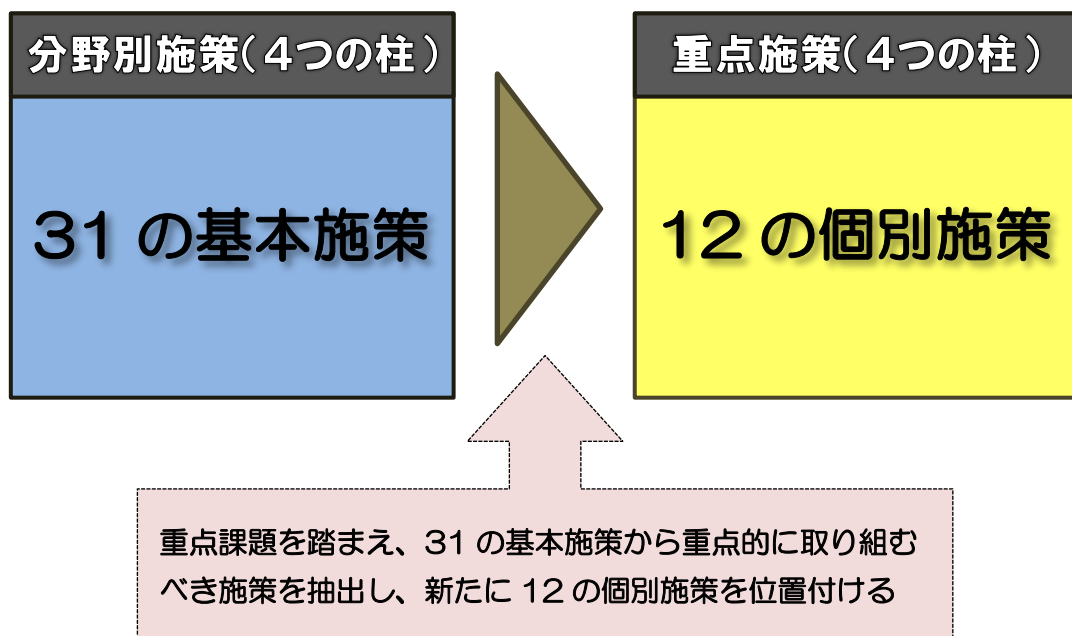 分野別施策(４つの柱)
31 の基本施策
重点施策(４つの柱)
12 の個別施策
重点課題を踏まえ、31 の基本施策から重点的に取り組む
べき施策を抽出し、新たに 12 の個別施策を位置付ける